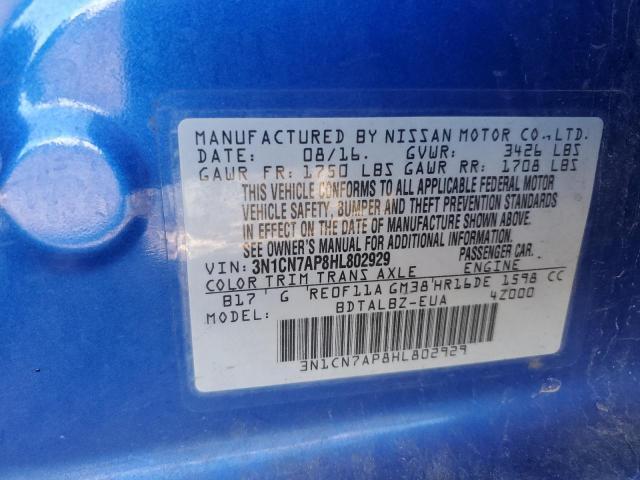 MANUFACTURED BY NISSAN MOTOR CO.,LTD.
DATE: 08/16. GVWR: 3426 LBS
GAWR FR: 1750 LBS GAWR RR: 1708 LBS
THIS VEHICLE CONFORMS TO ALL APPLICABLE FEDERAL MOTOR
VEHICLE SAFETY, BUMPER AND THEFT PREVENTION STANDARDS
IN EFFECT ON THE DATE OF MANUFACTURE SHOWN ABOVE.
SEE OWNER'S MANUAL FOR ADDITIONAL INFORMATION.
VIN: 3N1CN7AP8HL802929 PASSENGER CAR
COLOR TRIM TRANS AXLE ENGINE
B17 G RE0F11A GM38 HR16DE 1598 CC
BDTALBZ-EUA 4Z000
3N1CN7AP8HL802929